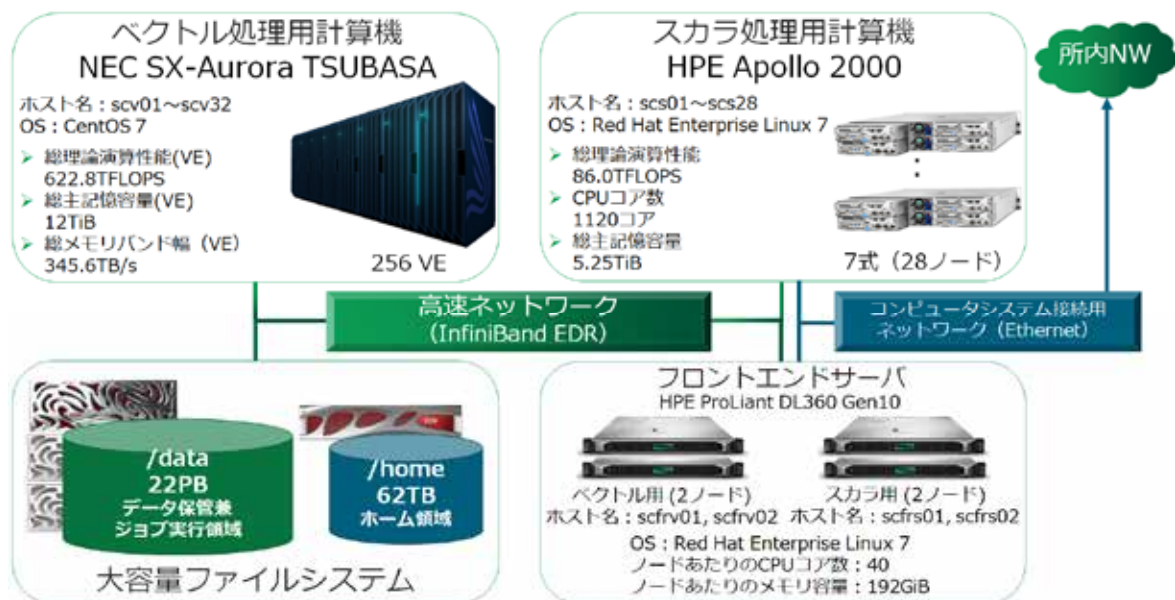 ベクトル処理用計算機
NEC SX-Aurora TSUBASA
ホスト名：scv01～scv32
OS：CentOS 7
総理論演算性能(VE)
622.8TFLOPS
総主記憶容量(VE)
12TiB
総メモリバンド幅（VE）
345.6TB/s
256 VE
スカラ処理用計算機
HPE Apollo 2000
ホスト名：scs01～scs28
OS：Red Hat Enterprise Linux 7
総理論演算性能
86.0TFLOPS
CPUコア数
1120コア
総主記憶容量
5.25TiB
7式（28ノード）
所内NW
高速ネットワーク
（InfiniBand EDR）
コンピュータシステム接続用
ネットワーク（Ethernet）
/data
22PB
データ保管兼
ジョブ実行領域
/home
62TB
ホーム領域
大容量ファイルシステム
フロントエンドサーバ
HPE ProLiant DL360 Gen10
ベクトル用 (2ノード)
ホスト名：scfrv01, scfrv02
スカラ用 (2ノード)
ホスト名：scfrs01, scfrs02
OS：Red Hat Enterprise Linux 7
ノードあたりのCPUコア数：40
ノードあたりのメモリ容量：192GiB